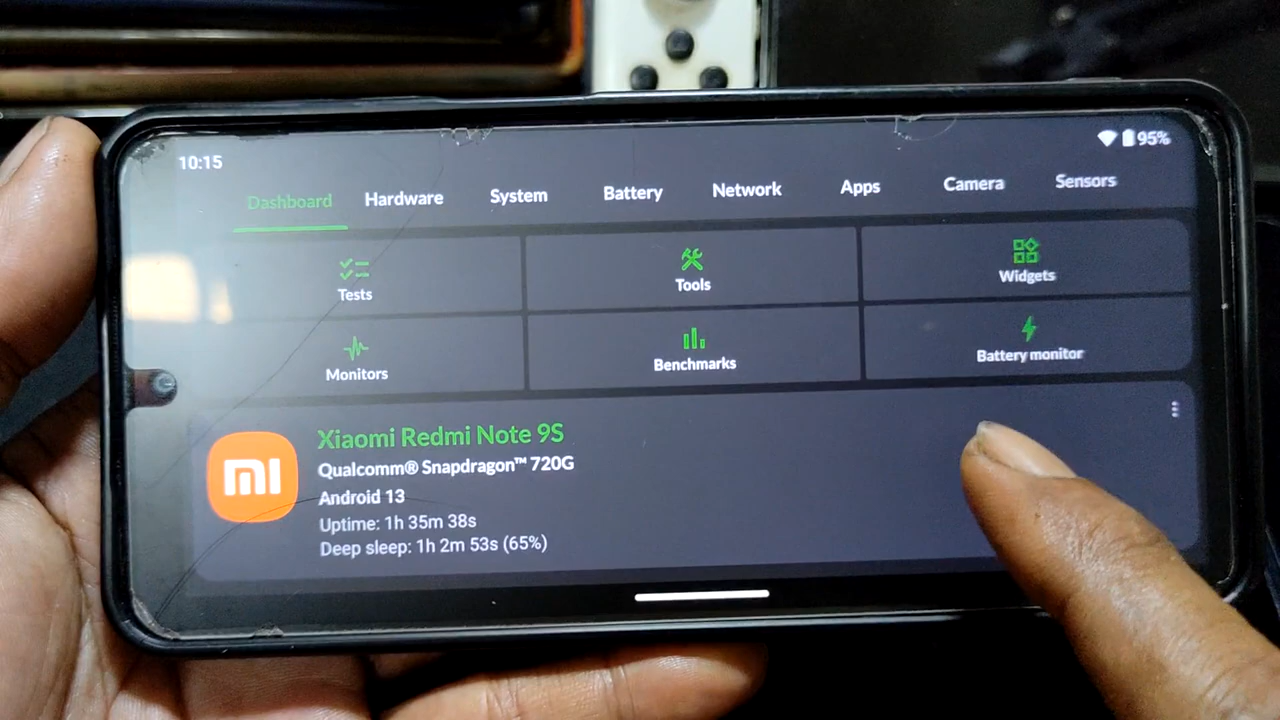 10:15
95%
Dashboard Hardware System Battery Network Apps Camera Sensors
Tests Tools Widgets
Monitors Benchmarks Battery monitor
mi
Xiaomi Redmi Note 9S
Qualcomm® Snapdragon™ 720G
Android 13
Uptime: 1h 35m 38s
Deep sleep: 1h 2m 53s (65%)